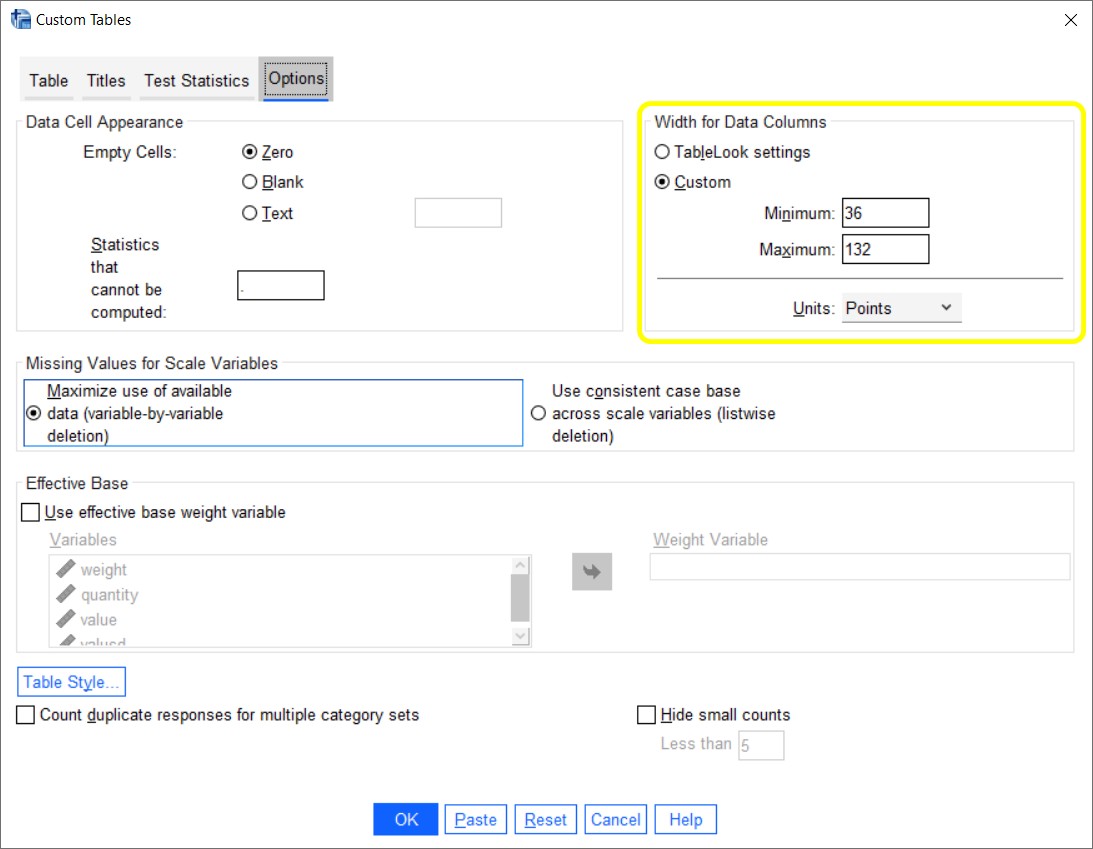 Custom Tables
Table Titles Test Statistics Options
Data Cell Appearance
Empty Cells:
Zero
Blank
Text
Statistics
that
cannot be
computed:
.
Width for Data Columns
TableLook settings
Custom
Minimum: 36
Maximum: 132
Units: Points
Missing Values for Scale Variables
Maximize use of available
data (variable-by-variable
deletion)
Use consistent case base
across scale variables (listwise
deletion)
Effective Base
Use effective base weight variable
Variables
weight
quantity
value
valusd
Weight Variable
Table Style...
Count duplicate responses for multiple category sets
Hide small counts
Less than 5
OK Paste Reset Cancel Help